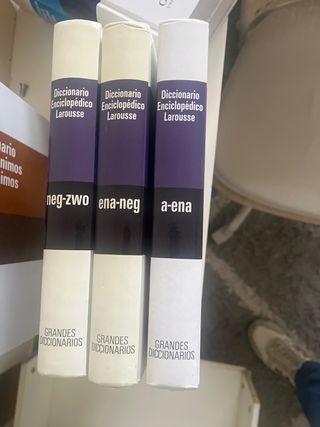 Diccionario
Enciclopédico
Larousse
neg-zwo
GRANDES
DICCIONARIOS
Diccionario
Enciclopédico
Larousse
ena-neg
GRANDES
DICCIONARIOS
Diccionario
Enciclopédico
Larousse
a-ena
GRANDES
DICCIONARIOS